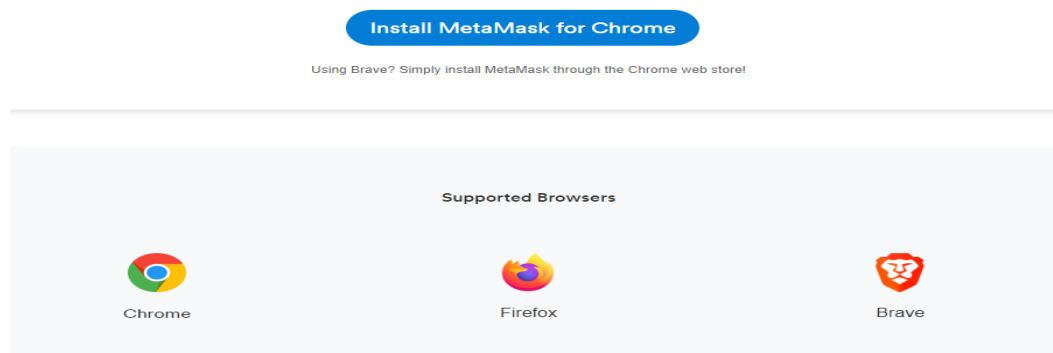 Install MetaMask for Chrome
Using Brave? Simply install MetaMask through the Chrome web store!
Supported Browsers
Chrome
Firefox
Brave